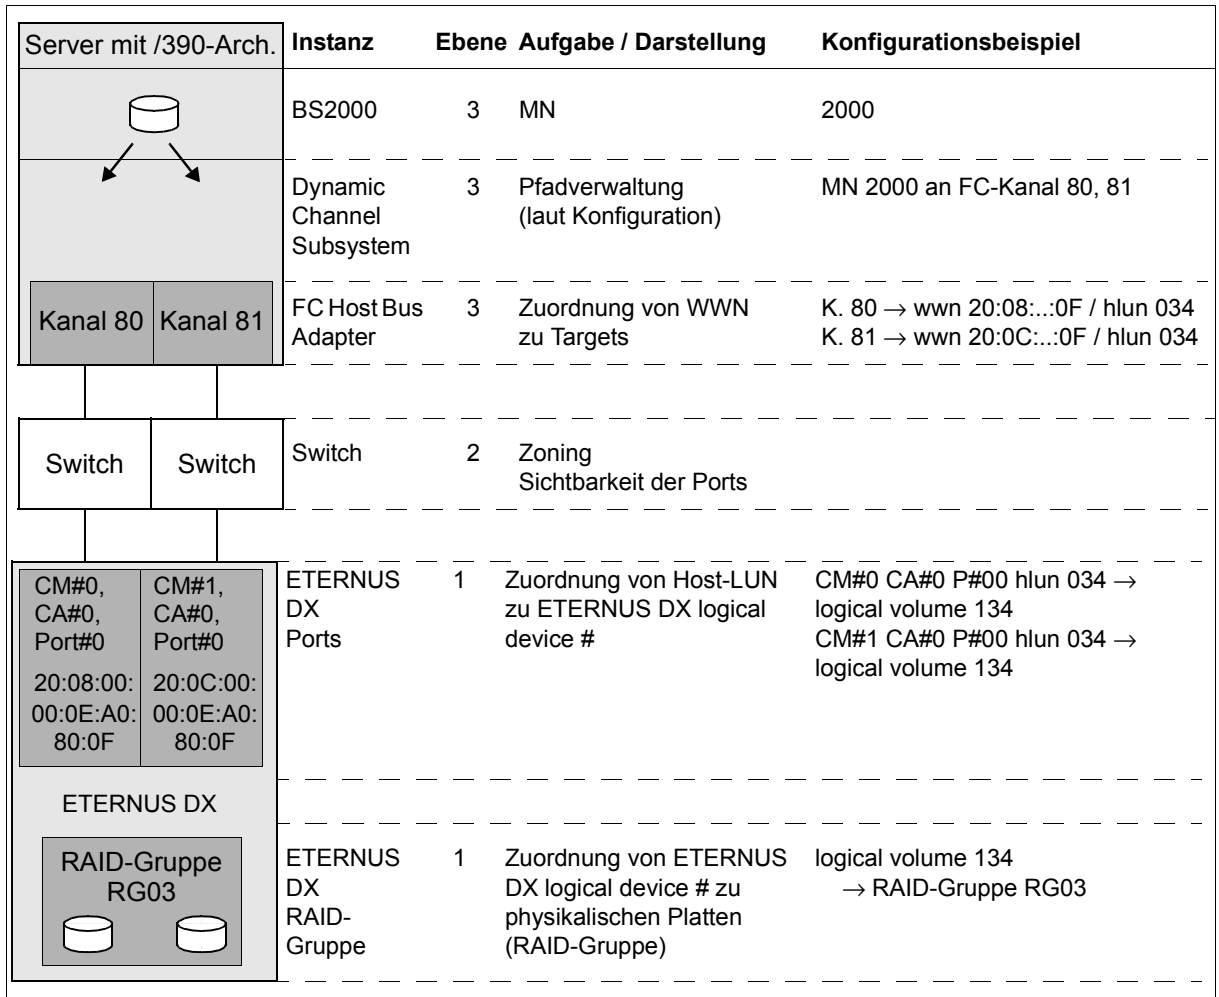 Server mit /390-Arch.
Instanz Ebene Aufgabe / Darstellung Konfigurationsbeispiel
BS2000 3 MN 2000
Dynamic 3 Pfadverwaltung MN 2000 an FC-Kanal 80, 81
Channel (laut Konfiguration)
Subsystem
Kanal 80 Kanal 81
FC Host Bus 3 Zuordnung von WWN K. 80 → wwn 20:08:..:0F / hlun 034
Adapter zu Targets K. 81 → wwn 20:0C:..:0F / hlun 034
Switch Switch
Switch 2 Zoning
Sichtbarkeit der Ports
CM#0, CM#1,
CA#0, CA#0,
Port#0 Port#0
20:08:00: 20:0C:00:
00:0E:A0: 00:0E:A0:
80:0F 80:0F
ETERNUS 1 Zuordnung von Host-LUN CM#0 CA#0 P#00 hlun 034 →
DX zu ETERNUS DX logical logical volume 134
Ports device # CM#1 CA#0 P#00 hlun 034 →
logical volume 134
ETERNUS DX
RAID-Gruppe
RG03
ETERNUS 1 Zuordnung von ETERNUS logical volume 134
DX DX logical device # zu → RAID-Gruppe RG03
RAID- physikalischen Platten
Gruppe (RAID-Gruppe)